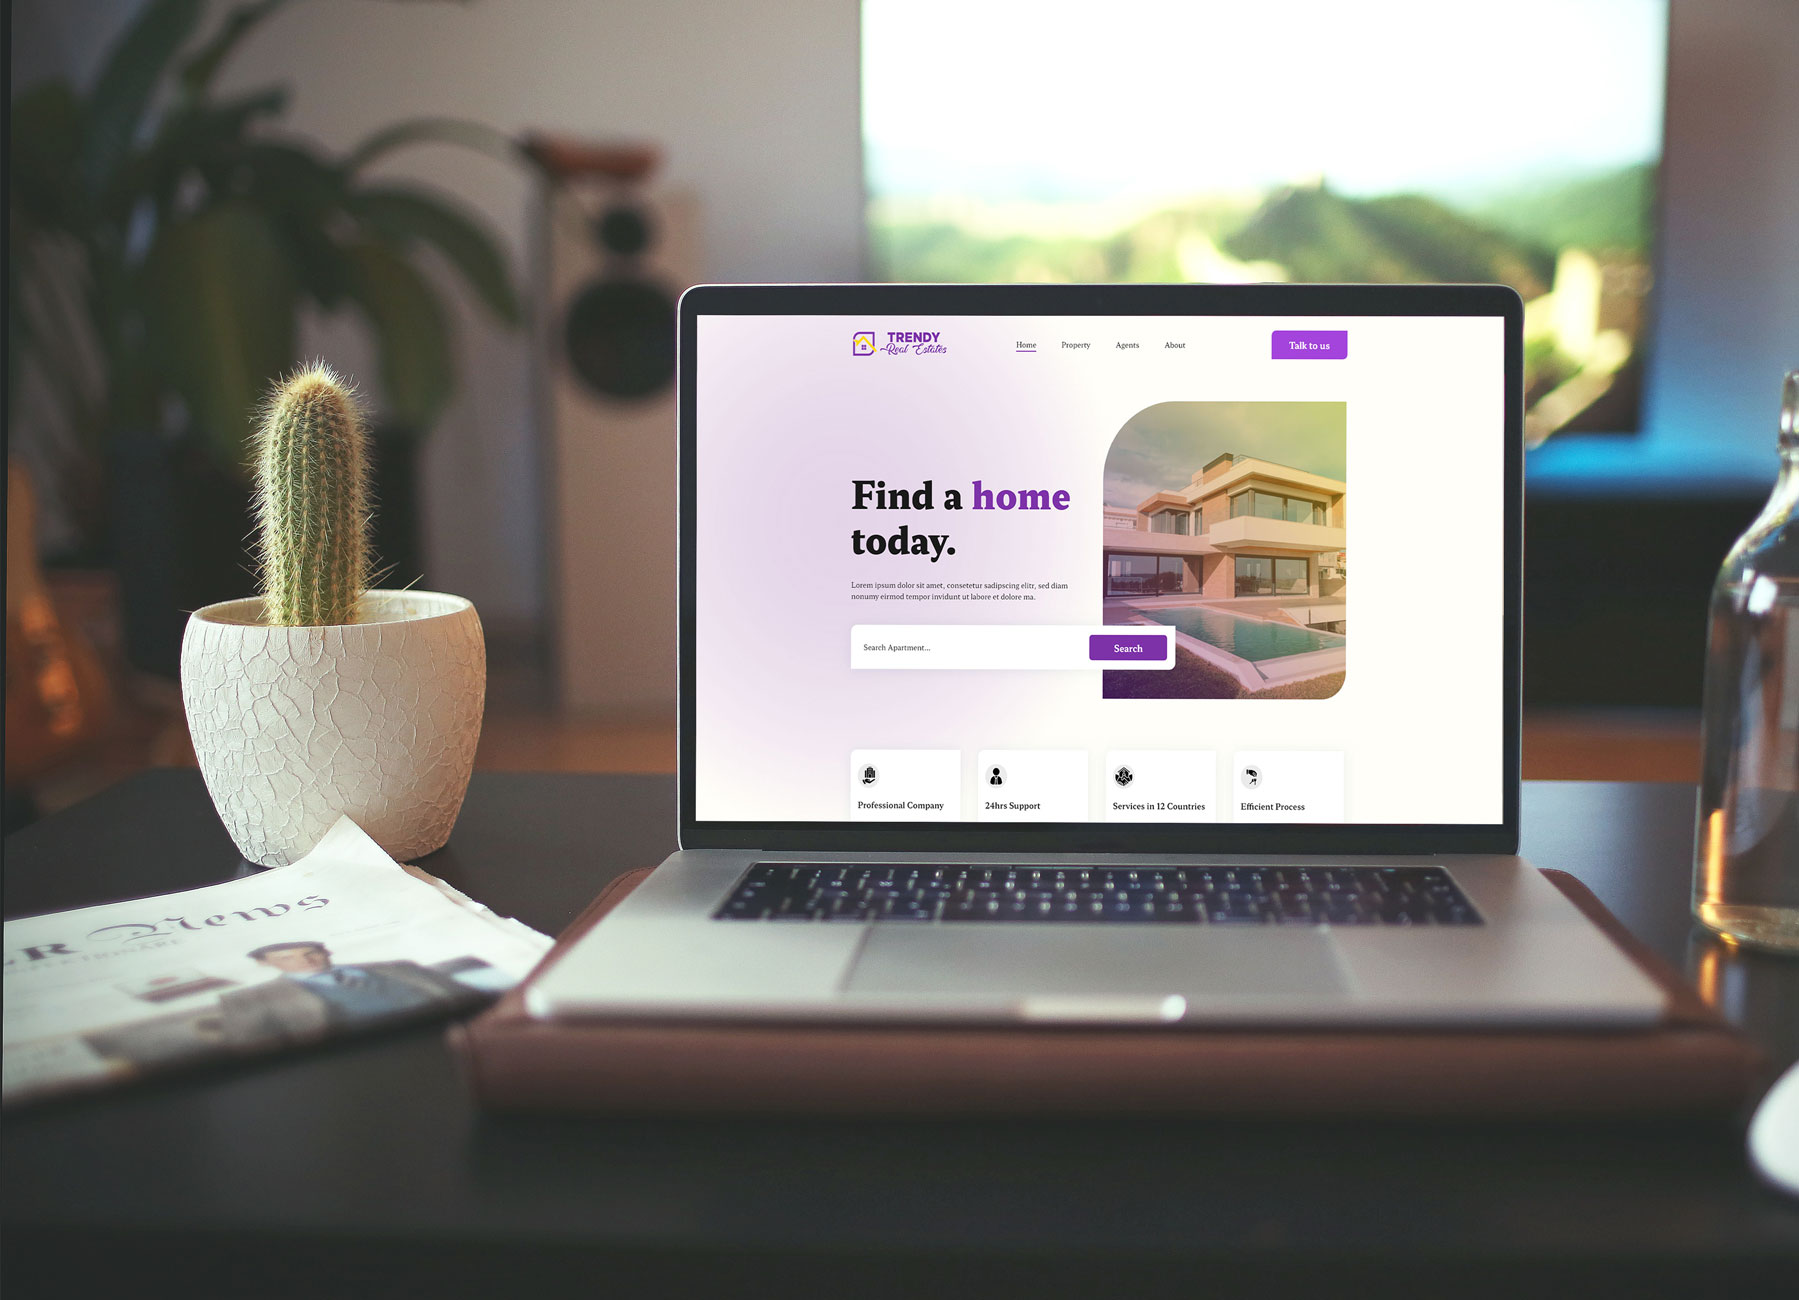 TRENDY
Real Estates
Home
Property
Agents
About
Talk to us
Find a home
today.
Lorem ipsum dolor sit amet, consetetur sadipscing elitr, sed diam
nonumy eirmod tempor invidunt ut labore et dolore ma.
Search Apartment...
Search
Professional Company
24hrs Support
Services in 12 Countries
Efficient Process
News